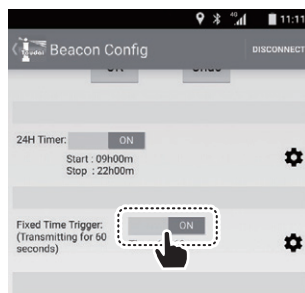 4G 11:11
Beacon Config DISCONNECT
24H Timer: ON
Start : 09h00m
Stop : 22h00m
Fixed Time Trigger: ON
(Transmitting for 60
seconds)